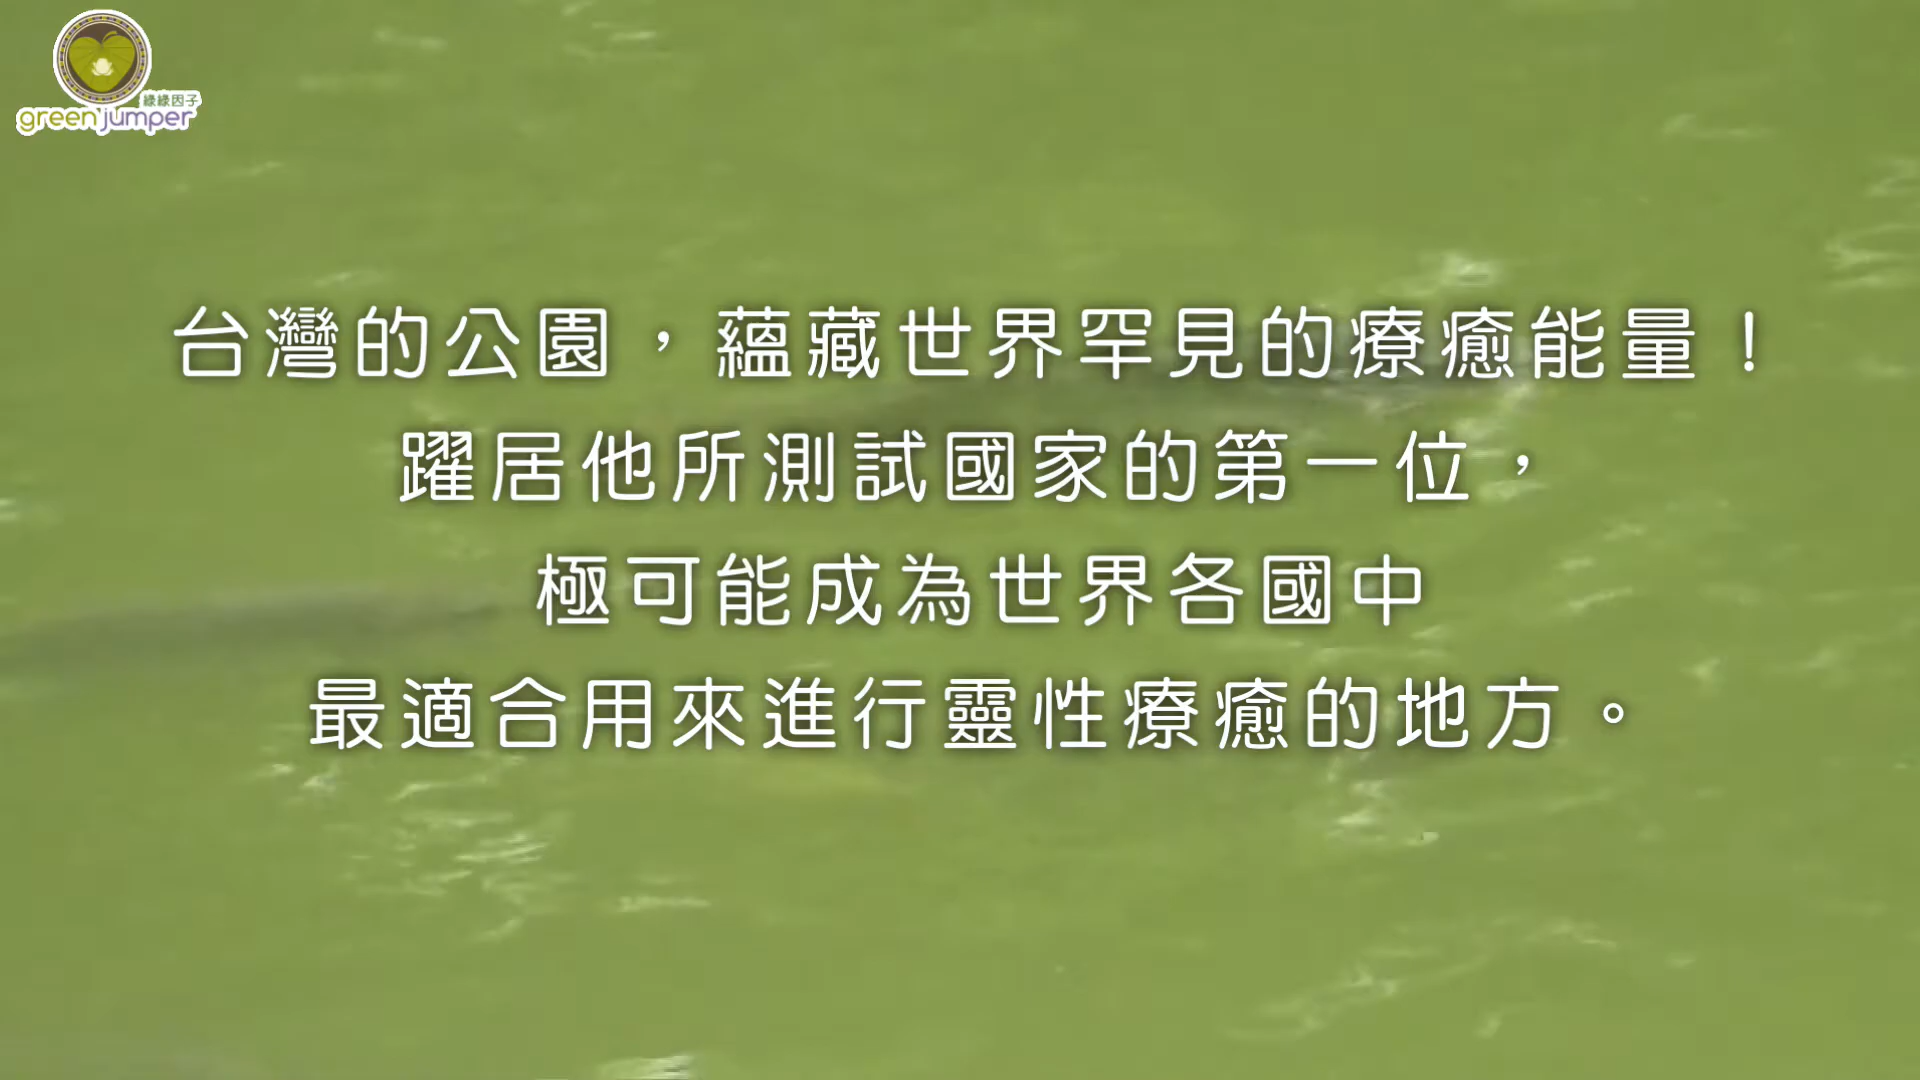 綠綠因子
greenjumper
台灣的公園，蘊藏世界罕見的療癒能量！
躍居他所測試國家的第一位，
極可能成為世界各國中
最適合用來進行靈性療癒的地方。